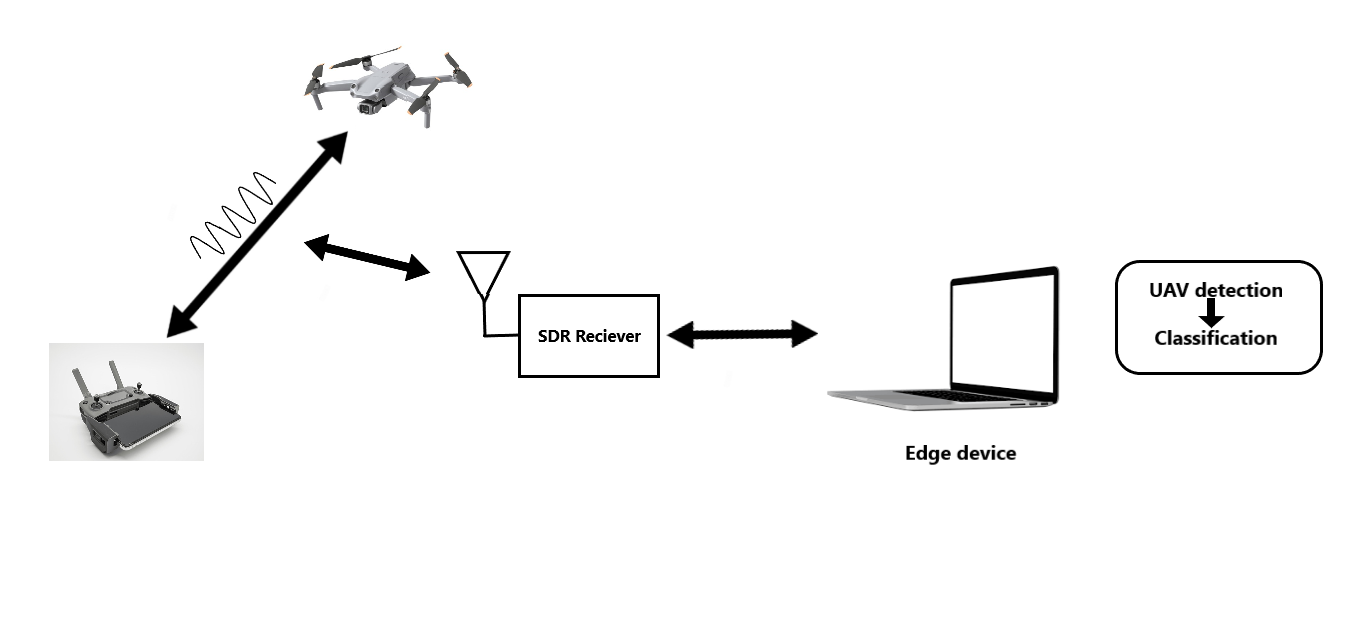 SDR Reciever
UAV detection
Classification
Edge device